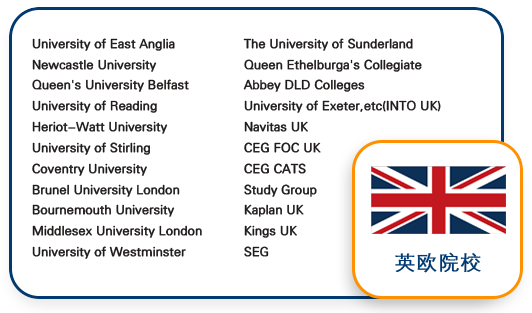 University of East Anglia
Newcastle University
Queen's University Belfast
University of Reading
Heriot-Watt University
University of Stirling
Coventry University
Brunel University London
Bournemouth University
Middlesex University London
University of Westminster
The University of Sunderland
Queen Ethelburga's Collegiate
Abbey DLD Colleges
University of Exeter,etc(INTO UK)
Navitas UK
CEG FOC UK
CEG CATS
Study Group
Kaplan UK
Kings UK
SEG
英欧院校